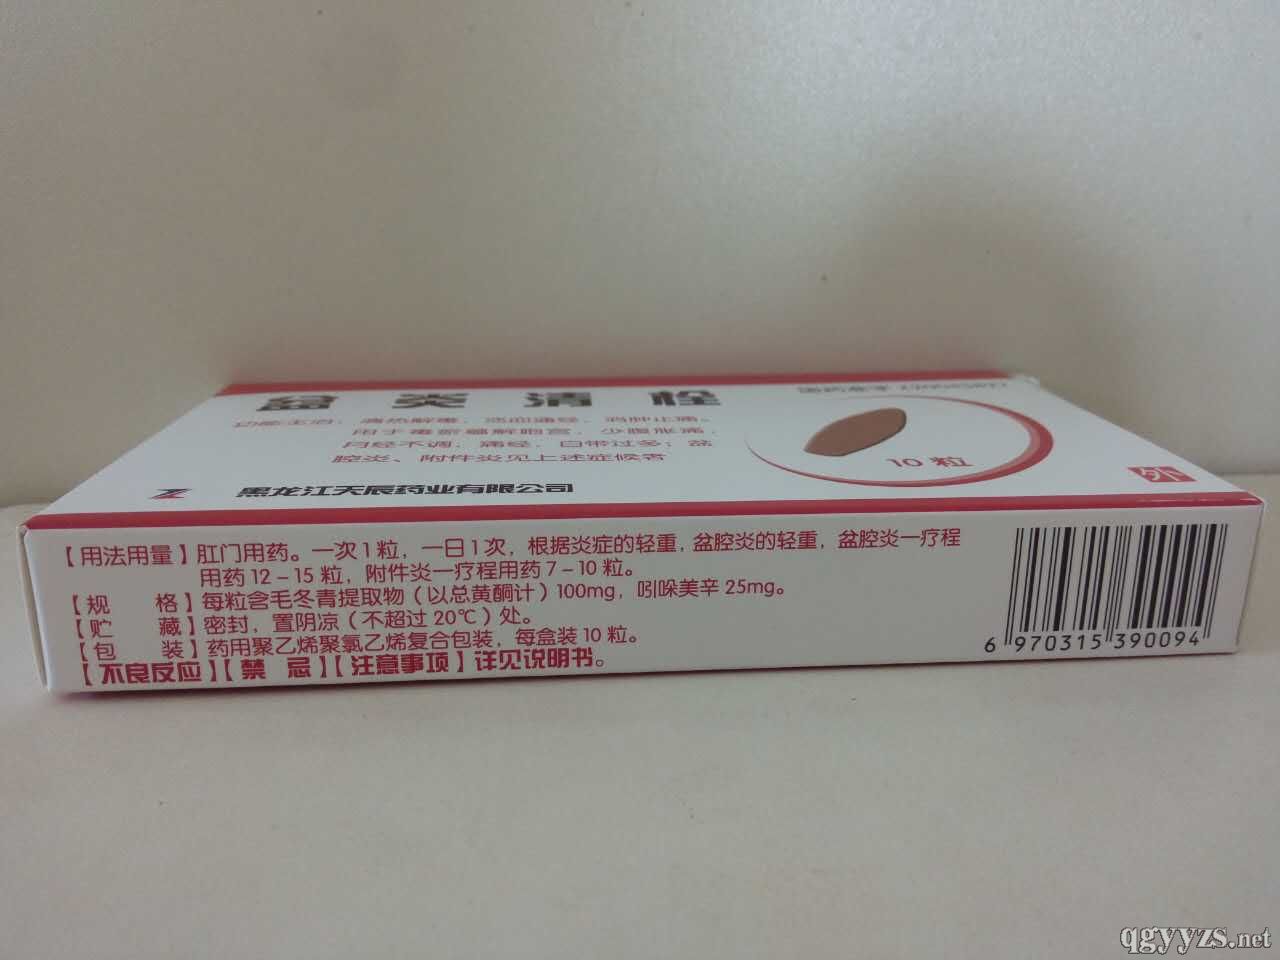 盆炎清栓
功能主治：清热解毒，活血通经，消肿止痛。
用于毒瘀蕴解胞宫，少腹胀痛，
月经不调，痛经，白带过多；盆
腔炎、附件炎见上述症候者
10粒
外
黑龙江天辰药业有限公司
【用法用量】肛门用药。一次1粒，一日1次，根据炎症的轻重，盆腔炎的轻重，盆腔炎一疗程
用药12-15粒，附件炎一疗程用药7-10粒。
【规 格】每粒含毛冬青提取物（以总黄酮计）100mg，吲哚美辛25mg。
【贮 藏】密封，置阴凉（不超过20℃）处。
【包 装】药用聚乙烯聚氯乙烯复合包装，每盒装10粒。
【不良反应】【禁 忌】【注意事项】详见说明书。
6 970315 390094
qgyyzs.net